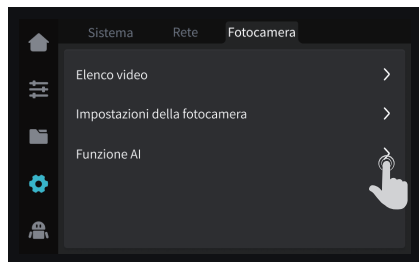 Sistema Rete Fotocamera
Elenco video
Impostazioni della fotocamera
Funzione AI